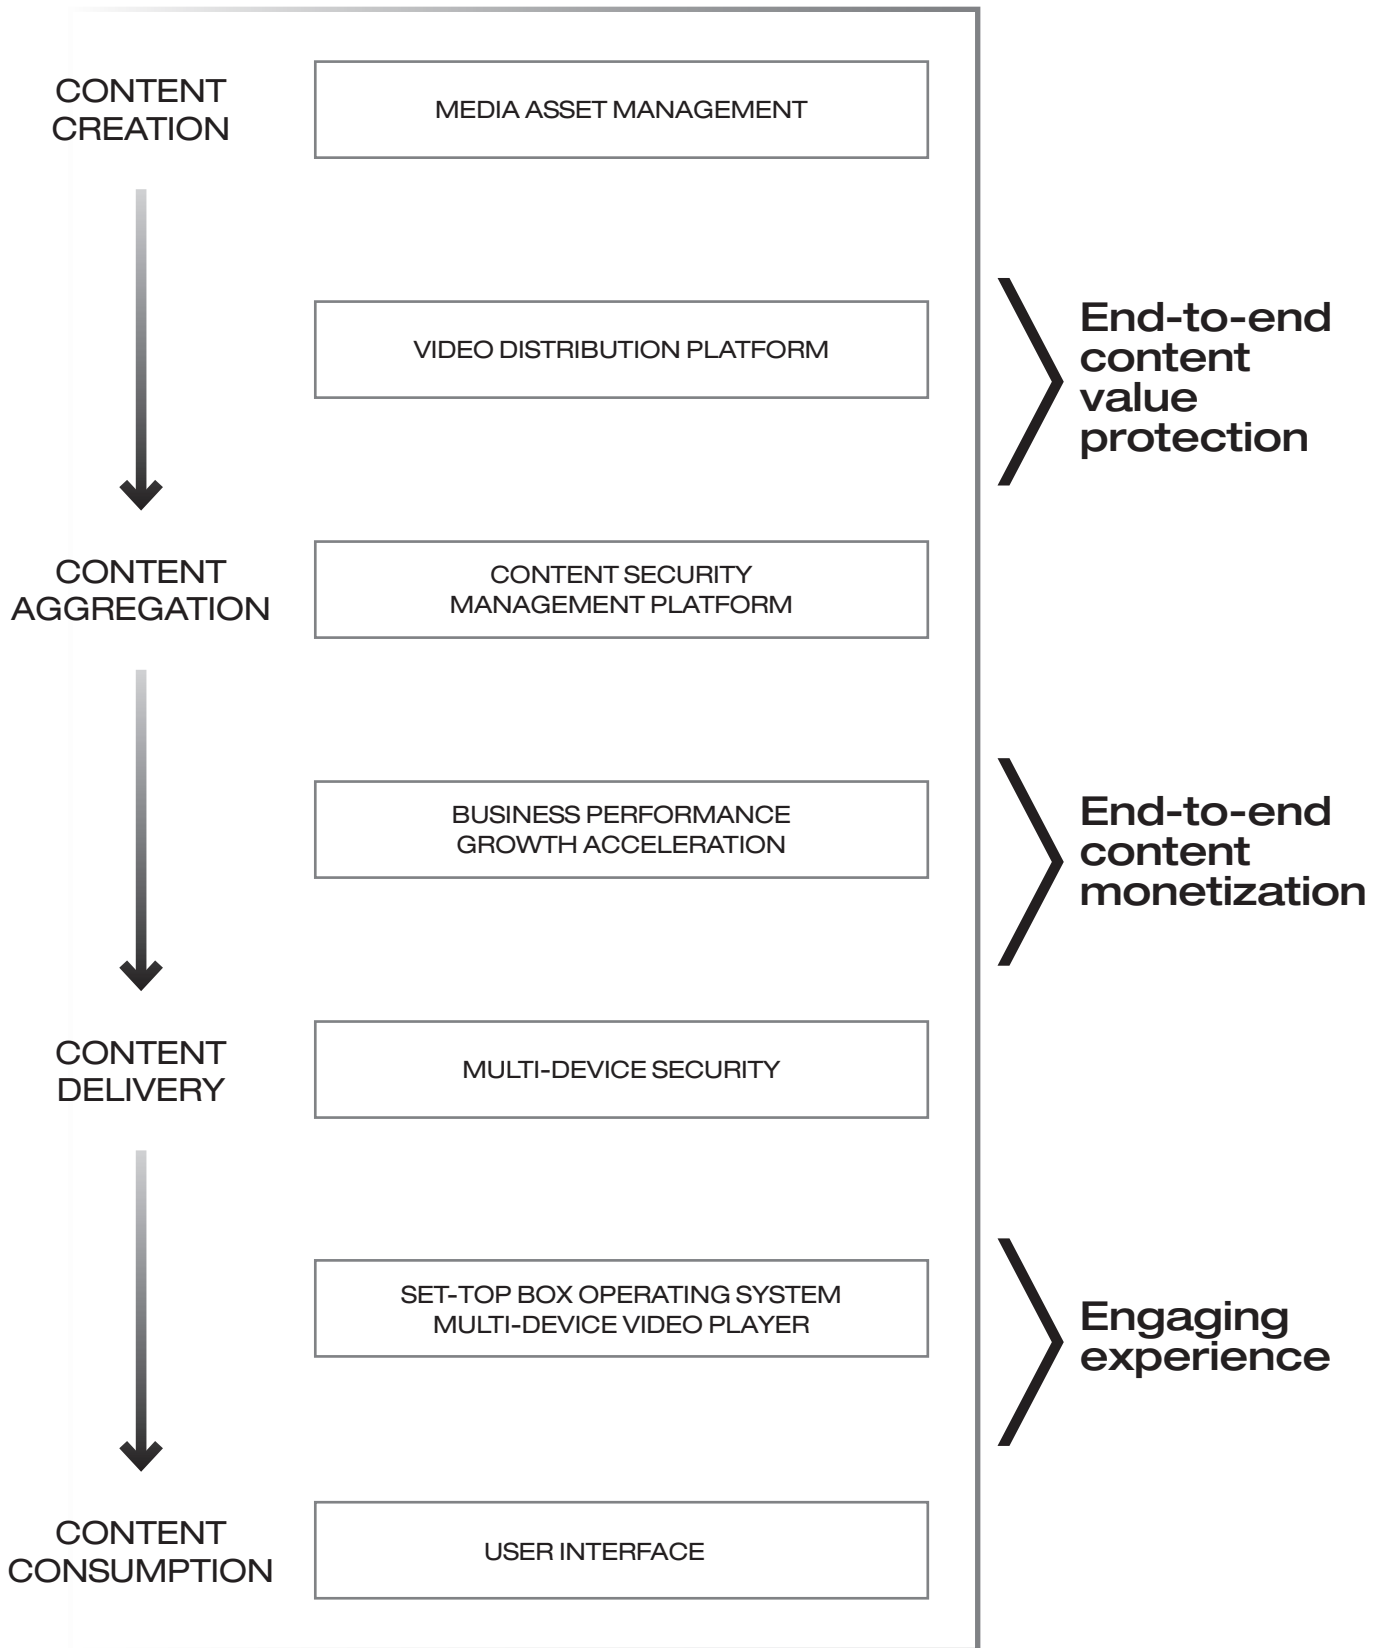 CONTENT
CREATION
MEDIA ASSET MANAGEMENT
VIDEO DISTRIBUTION PLATFORM
End-to-end
content
value
protection
CONTENT
AGGREGATION
CONTENT SECURITY
MANAGEMENT PLATFORM
BUSINESS PERFORMANCE
GROWTH ACCELERATION
End-to-end
content
monetization
CONTENT
DELIVERY
MULTI-DEVICE SECURITY
SET-TOP BOX OPERATING SYSTEM
MULTI-DEVICE VIDEO PLAYER
Engaging
experience
CONTENT
CONSUMPTION
USER INTERFACE